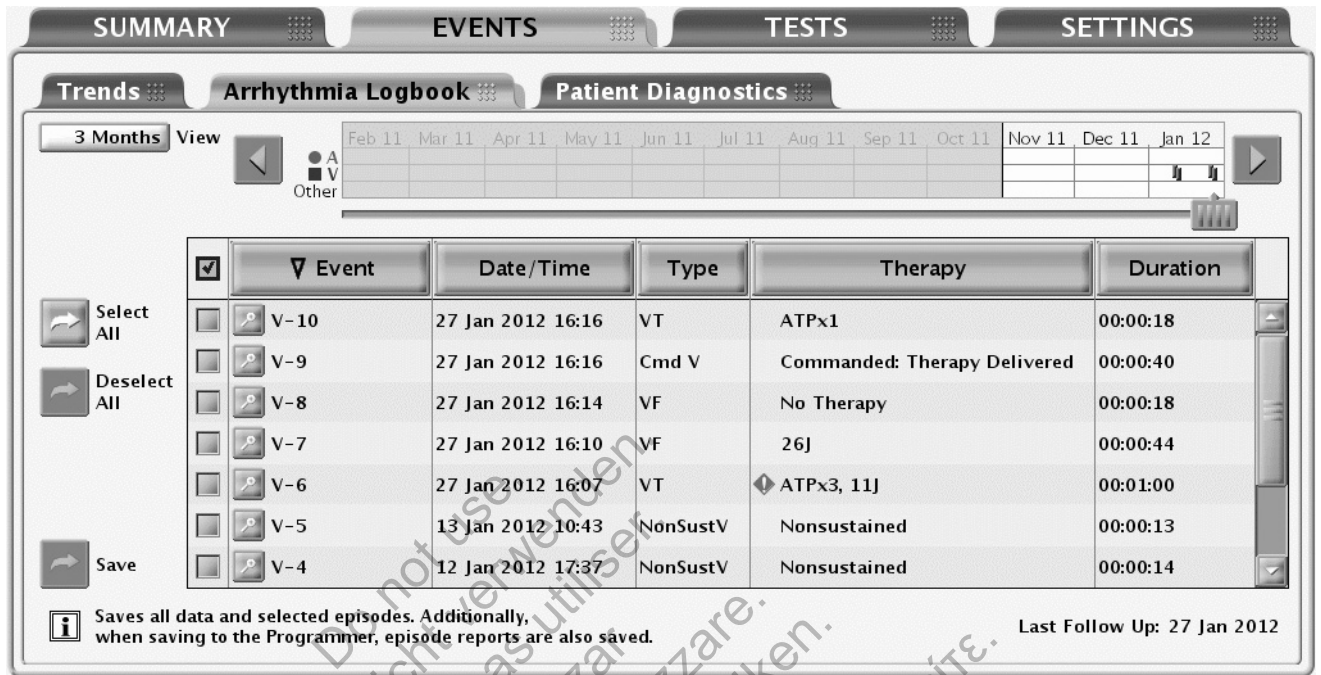 SUMMARY EVENTS TESTS SETTINGS
Trends Arrhythmia Logbook Patient Diagnostics
3 Months View
Feb 11 Mar 11 Apr 11 May 11 Jun 11 Jul 11 Aug 11 Sep 11 Oct 11 Nov 11 Dec 11 Jan 12
A
V
Other
Event Date/Time Type Therapy Duration
Select All
Deselect All
Save
V-10 27 Jan 2012 16:16 VT ATPx1 00:00:18
V-9 27 Jan 2012 16:16 Cmd V Commanded: Therapy Delivered 00:00:40
V-8 27 Jan 2012 16:14 VF No Therapy 00:00:18
V-7 27 Jan 2012 16:10 VF 26J 00:00:44
V-6 27 Jan 2012 16:07 VT ATPx3, 11J 00:01:00
V-5 13 Jan 2012 10:43 NonSustV Nonsustained 00:00:13
V-4 12 Jan 2012 17:37 NonSustV Nonsustained 00:00:14
i Saves all data and selected episodes. Additionally,
when saving to the Programmer, episode reports are also saved.
Last Follow Up: 27 Jan 2012
Do not use
verwenden
utiliser.